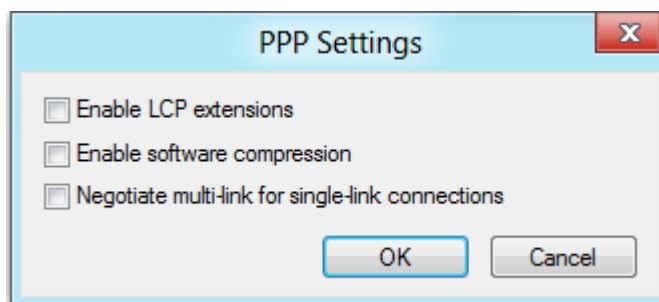 PPP Settings
Enable LCP extensions
Enable software compression
Negotiate multi-link for single-link connections
OK Cancel